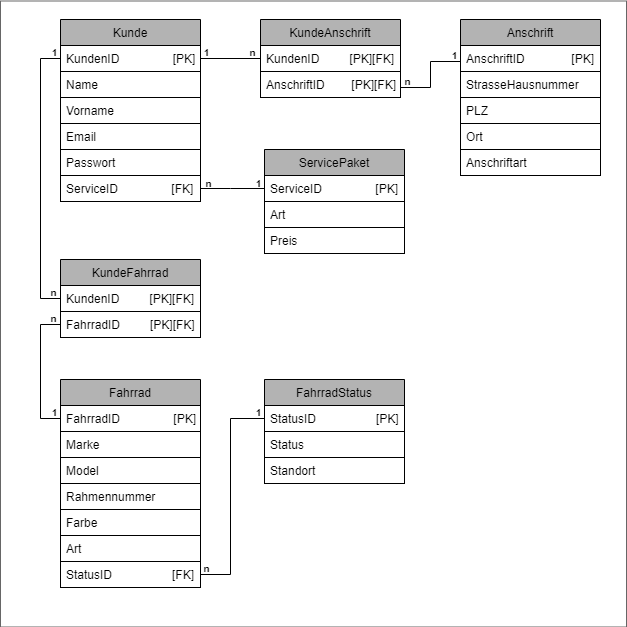 Kunde
1
KundenID [PK]
1
Name
Vorname
Email
Passwort
ServiceID [FK]
n
KundeAnschrift
n
KundenID [PK][FK]
AnschriftID [PK][FK]
n
Anschrift
1
AnschriftID [PK]
StrasseHausnummer
PLZ
Ort
Anschriftart
ServicePaket
1
ServiceID [PK]
Art
Preis
KundeFahrrad
n
KundenID [PK][FK]
n
FahrradID [PK][FK]
Fahrrad
1
FahrradID [PK]
Marke
Model
Rahmennummer
Farbe
Art
StatusID [FK]
n
FahrradStatus
1
StatusID [PK]
Status
Standort